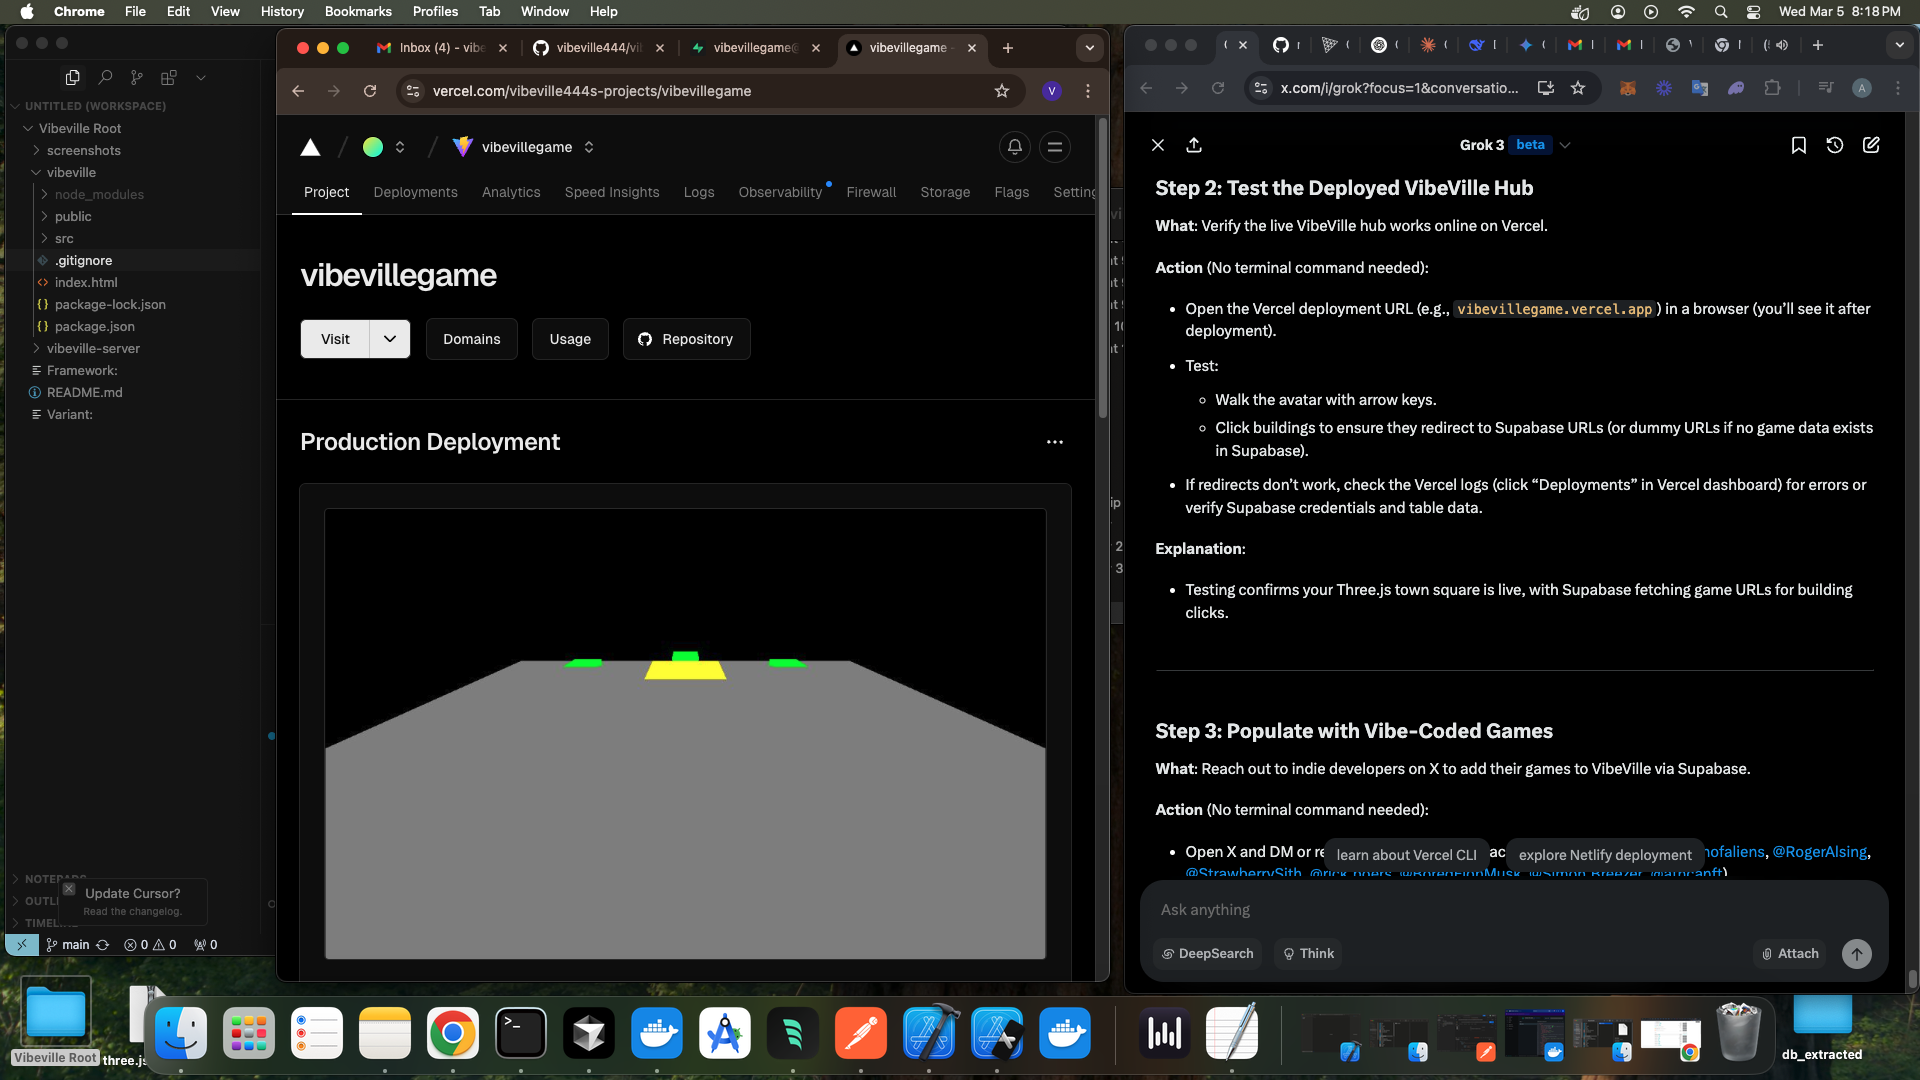 Chrome File Edit View History Bookmarks Profiles Tab Window Help
Wed Mar 5 8:18 PM
UNTITLED (WORKSPACE)
Vibeville Root
screenshots
vibeville
node_modules
public
src
.gitignore
index.html
package-lock.json
package.json
vibeville-server
Framework:
README.md
Variant:
Update Cursor?
Read the changelog.
main 0 0 0
Inbox (4) - vibe
vibeville444/vil
vibevillegame@
vibevillegame -
vercel.com/vibeville444s-projects/vibevillegame
V
vibevillegame
Project Deployments Analytics Speed Insights Logs Observability Firewall Storage Flags Setting
vibevillegame
Visit Domains Usage Repository
Production Deployment
x.com/i/grok?focus=1&conversatio...
A
Grok 3 beta
Step 2: Test the Deployed VibeVille Hub
What: Verify the live VibeVille hub works online on Vercel.
Action (No terminal command needed):
• Open the Vercel deployment URL (e.g., vibevillegame.vercel.app) in a browser (you’ll see it after
deployment).
• Test:
Walk the avatar with arrow keys.
Click buildings to ensure they redirect to Supabase URLs (or dummy URLs if no game data exists
in Supabase).
• If redirects don’t work, check the Vercel logs (click “Deployments” in Vercel dashboard) for errors or
verify Supabase credentials and table data.
Explanation:
• Testing confirms your Three.js town square is live, with Supabase fetching game URLs for building
clicks.
Step 3: Populate with Vibe-Coded Games
What: Reach out to indie developers on X to add their games to VibeVille via Supabase.
Action (No terminal command needed):
• Open X and DM or re
learn about Vercel CLI
explore Netlify deployment
nofaliens, @RogerAlsing,
@StrawberrySith,
Ask anything
DeepSearch Think Attach
Vibeville Root
three.js
db_extracted